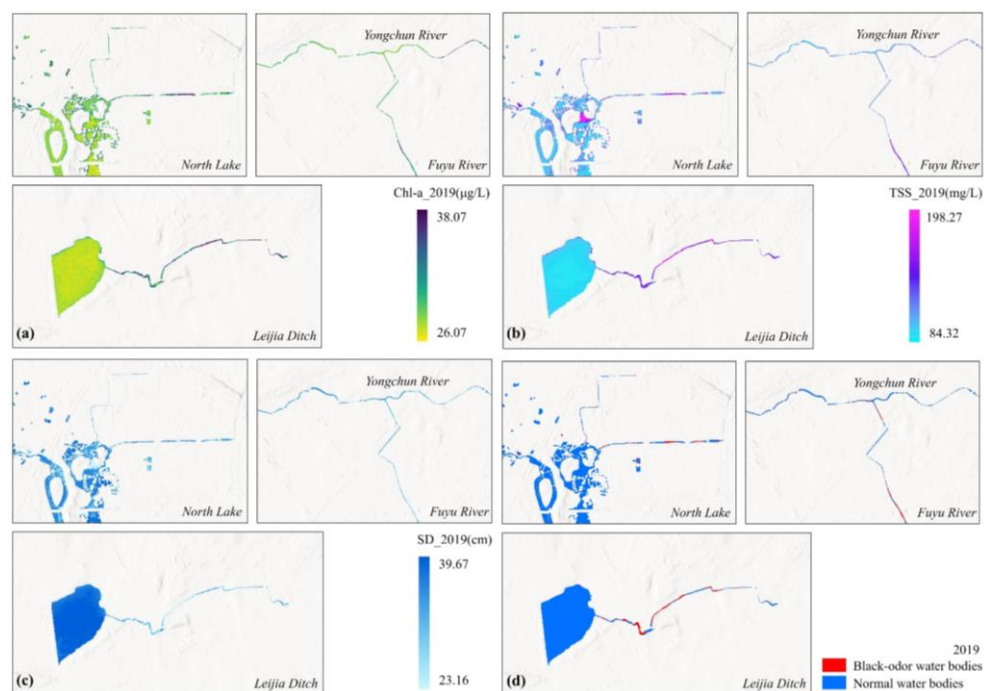 Yongchun River
North Lake
Fuyu River
Chl-a_2019(μg/L)
38.07
26.07
(a)
Leijia Ditch
Yongchun River
North Lake
Fuyu River
TSS_2019(mg/L)
198.27
84.32
(b)
Leijia Ditch
Yongchun River
North Lake
Fuyu River
SD_2019(cm)
39.67
23.16
(c)
Leijia Ditch
Yongchun River
North Lake
Fuyu River
(d)
Leijia Ditch
2019
Black-odor water bodies
Normal water bodies